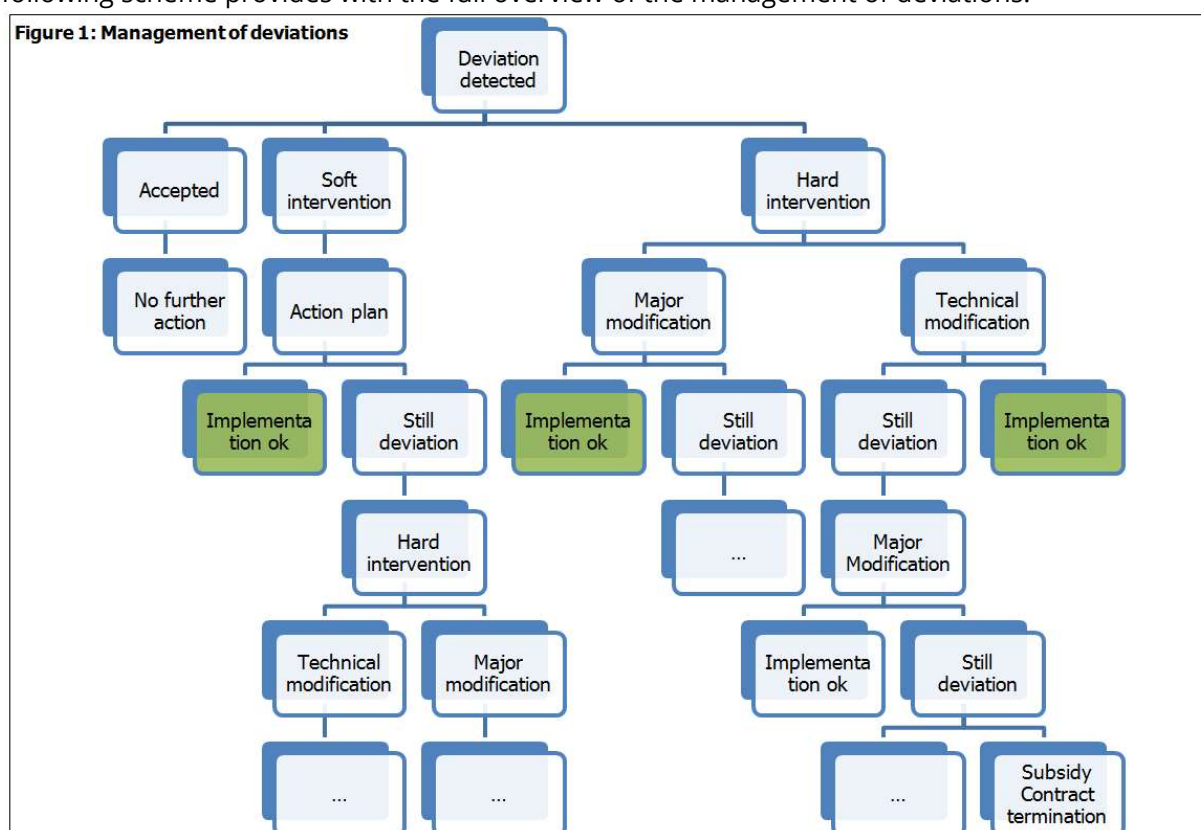 following scheme provides with the full overview of the management of deviations.
Figure 1: Management of deviations
Deviation
detected
Accepted
Soft
intervention
Hard
intervention
No further
action
Action plan
Major
modification
Technical
modification
Implementa
tion ok
Still
deviation
Implementa
tion ok
Still
deviation
Still
deviation
Implementa
tion ok
Hard
intervention
...
Major
Modification
Technical
modification
Major
modification
Implementa
tion ok
Still
deviation
...
...
...
Subsidy
Contract
termination